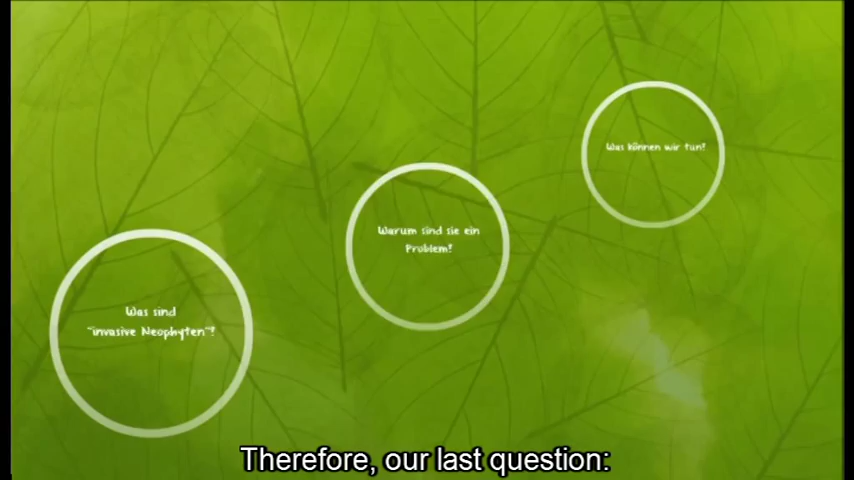 Was können wir tun?
Warum sind sie ein
Problem?
Was sind
"invasive Neophyten"?
Therefore, our last question: